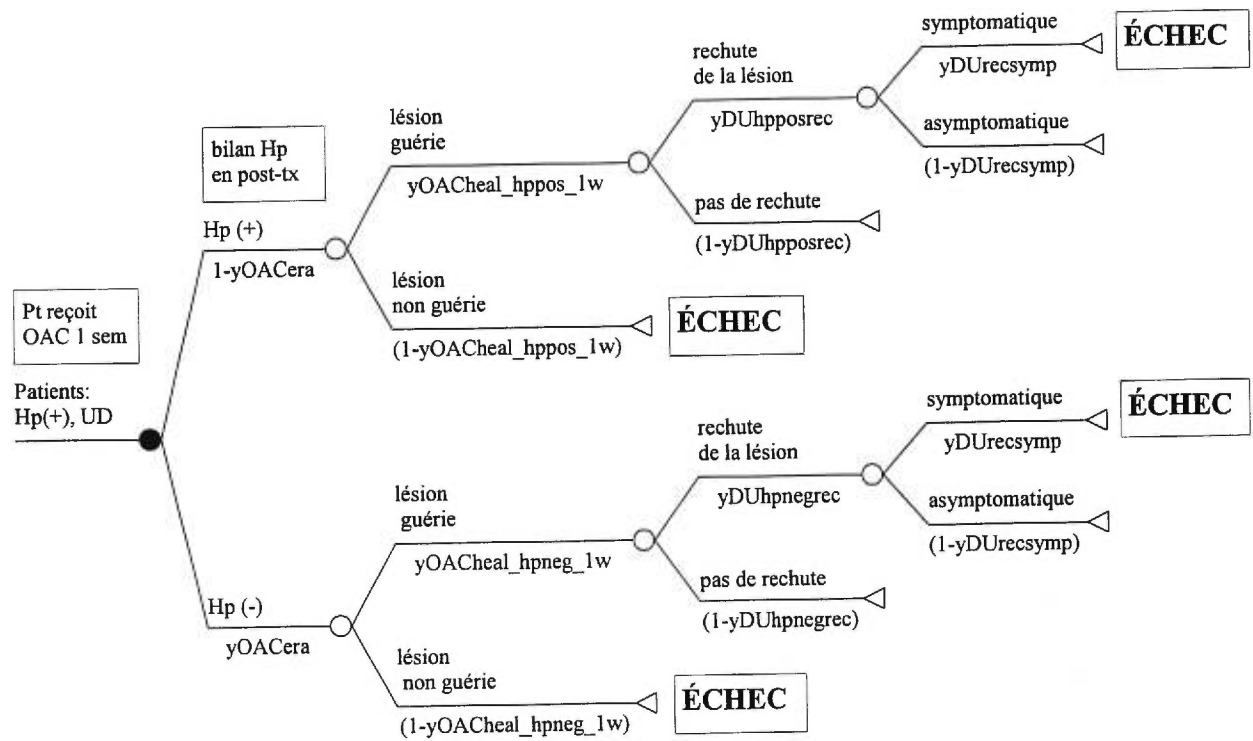 symptomatique
ÉCHEC
yDUrecsymp
rechute
de la lésion
yDUhpposrec
asymptomatique
(1-yDUrecsymp)
lésion
guérie
yOACheal_hppos_1w
bilan Hp
en post-tx
pas de rechute
(1-yDUhpposrec)
Hp (+)
1-yOACera
lésion
non guérie
ÉCHEC
(1-yOACheal_hppos_1w)
Pt reçoit
OAC 1 sem
Patients:
Hp(+), UD
symptomatique
ÉCHEC
yDUrecsymp
rechute
de la lésion
yDUhpnegrec
asymptomatique
(1-yDUrecsymp)
lésion
guérie
yOACheal_hpneg_1w
pas de rechute
(1-yDUhpnegrec)
Hp (-)
yOACera
lésion
non guérie
ÉCHEC
(1-yOACheal_hpneg_1w)